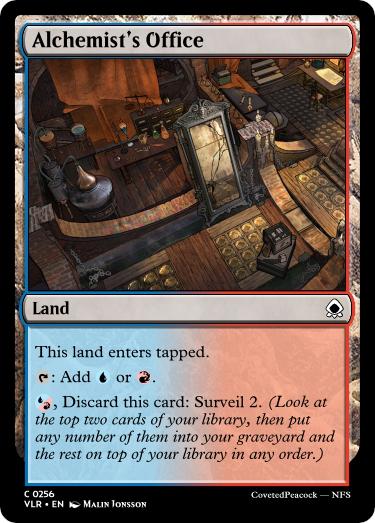 Alchemist's Office
Land
This land enters tapped.
: Add or .
, Discard this card: Surveil 2. (Look at
the top two cards of your library, then put
any number of them into your graveyard and
the rest on top of your library in any order.)
C 0256
VLR • EN Malin Jonsson
CovetedPeacock — NFS